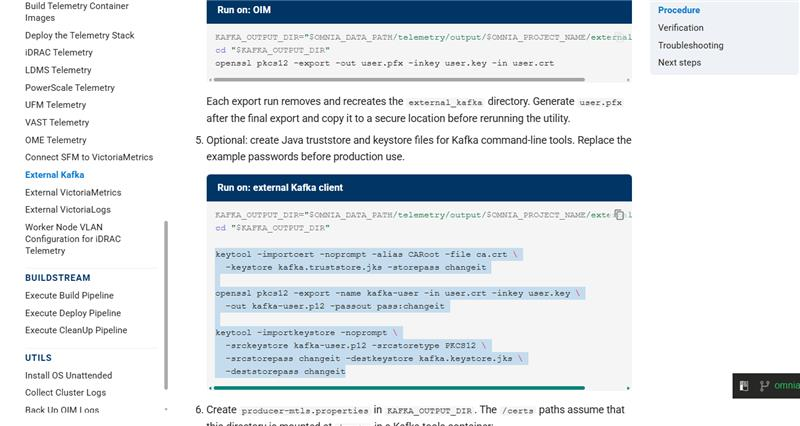 Build Telemetry Container
Images
Deploy the Telemetry Stack
iDRAC Telemetry
LDMS Telemetry
PowerScale Telemetry
UFM Telemetry
VAST Telemetry
OME Telemetry
Connect SFM to VictoriaMetrics
External Kafka
External VictoriaMetrics
External VictoriaLogs
Worker Node VLAN
Configuration for iDRAC
Telemetry
BUILDSTREAM
Execute Build Pipeline
Execute Deploy Pipeline
Execute CleanUp Pipeline
UTILS
Install OS Unattended
Collect Cluster Logs
Back Up OIM Logs
Run on: OIM
KAFKA_OUTPUT_DIR="$OMNIA_DATA_PATH/telemetry/output/$OMNIA_PROJECT_NAME/external
cd "$KAFKA_OUTPUT_DIR"
openssl pkcs12 -export -out user.pfx -inkey user.key -in user.crt
Each export run removes and recreates the external_kafka directory. Generate user.pfx
after the final export and copy it to a secure location before rerunning the utility.
5. Optional: create Java truststore and keystore files for Kafka command-line tools. Replace the
example passwords before production use.
Run on: external Kafka client
KAFKA_OUTPUT_DIR="$OMNIA_DATA_PATH/telemetry/output/$OMNIA_PROJECT_NAME/external
cd "$KAFKA_OUTPUT_DIR"
keytool -importcert -noprompt -alias CARoot -file ca.crt \
-keystore kafka.truststore.jks -storepass changeit
openssl pkcs12 -export -name kafka-user -in user.crt -inkey user.key \
-out kafka-user.p12 -passout pass:changeit
keytool -importkeystore -noprompt \
-srckeystore kafka-user.p12 -srcstoretype PKCS12 \
-srcstorepass changeit -destkeystore kafka.keystore.jks \
-deststorepass changeit
6. Create producer-mtls.properties in KAFKA_OUTPUT_DIR. The /certs paths assume that
this directory is mounted at in a Kafka tools container:
Procedure
Verification
Troubleshooting
Next steps
omnia